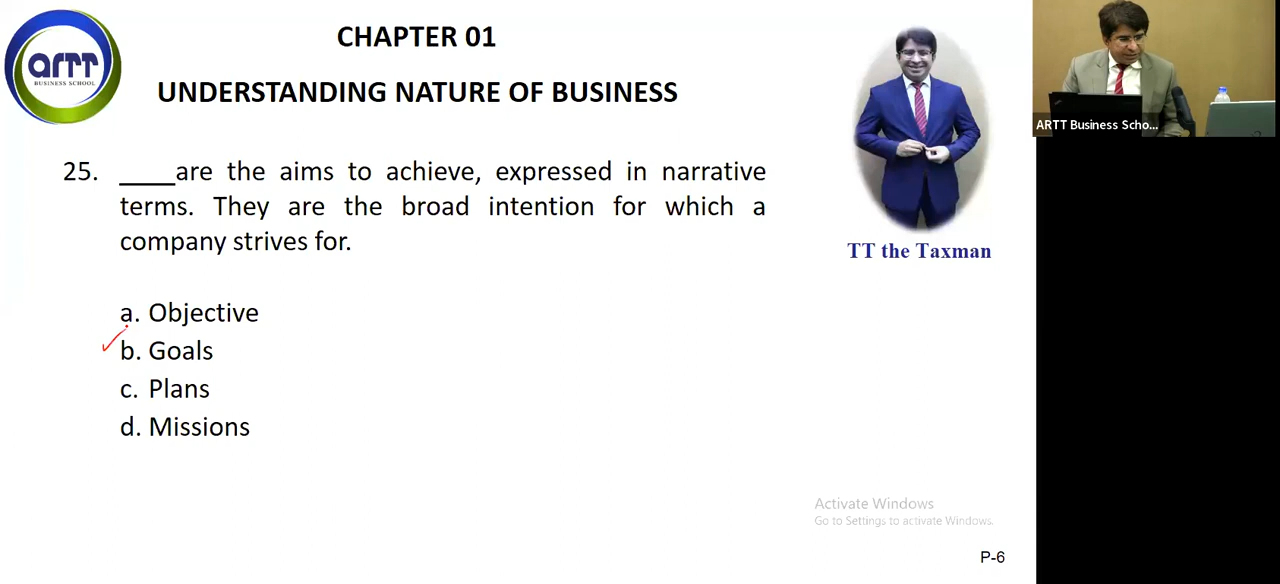 ARTT
BUSINESS SCHOOL
CHAPTER 01
UNDERSTANDING NATURE OF BUSINESS
25. ____are the aims to achieve, expressed in narrative
terms. They are the broad intention for which a
company strives for.
a. Objective
b. Goals
c. Plans
d. Missions
TT the Taxman
ARTT Business Scho...
Activate Windows
Go to Settings to activate Windows.
P-6